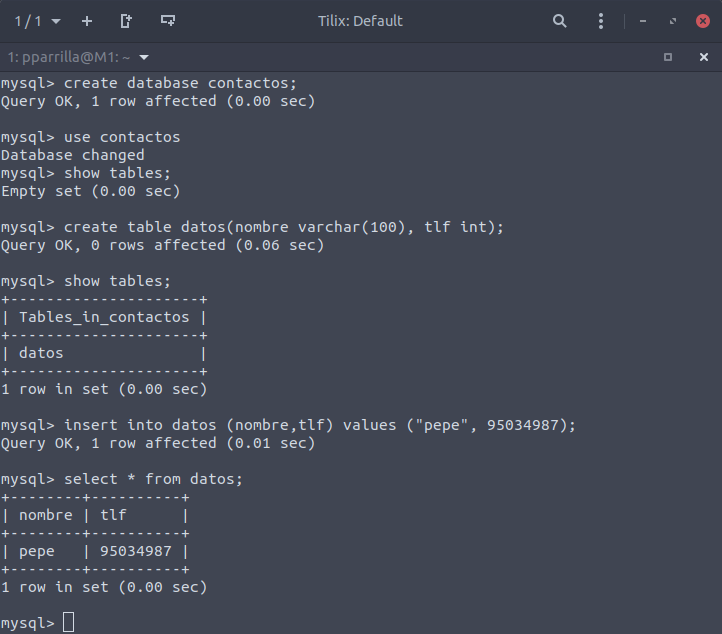 1 / 1
Tilix: Default
1: pparrilla@M1: ~
mysql> create database contactos;
Query OK, 1 row affected (0.00 sec)
mysql> use contactos
Database changed
mysql> show tables;
Empty set (0.00 sec)
mysql> create table datos(nombre varchar(100), tlf int);
Query OK, 0 rows affected (0.06 sec)
mysql> show tables;
+---------------------+
| Tables_in_contactos |
+---------------------+
| datos               |
+---------------------+
1 row in set (0.00 sec)
mysql> insert into datos (nombre,tlf) values ("pepe", 95034987);
Query OK, 1 row affected (0.01 sec)
mysql> select * from datos;
+--------+----------+
| nombre | tlf      |
+--------+----------+
| pepe   | 95034987 |
+--------+----------+
1 row in set (0.00 sec)
mysql>